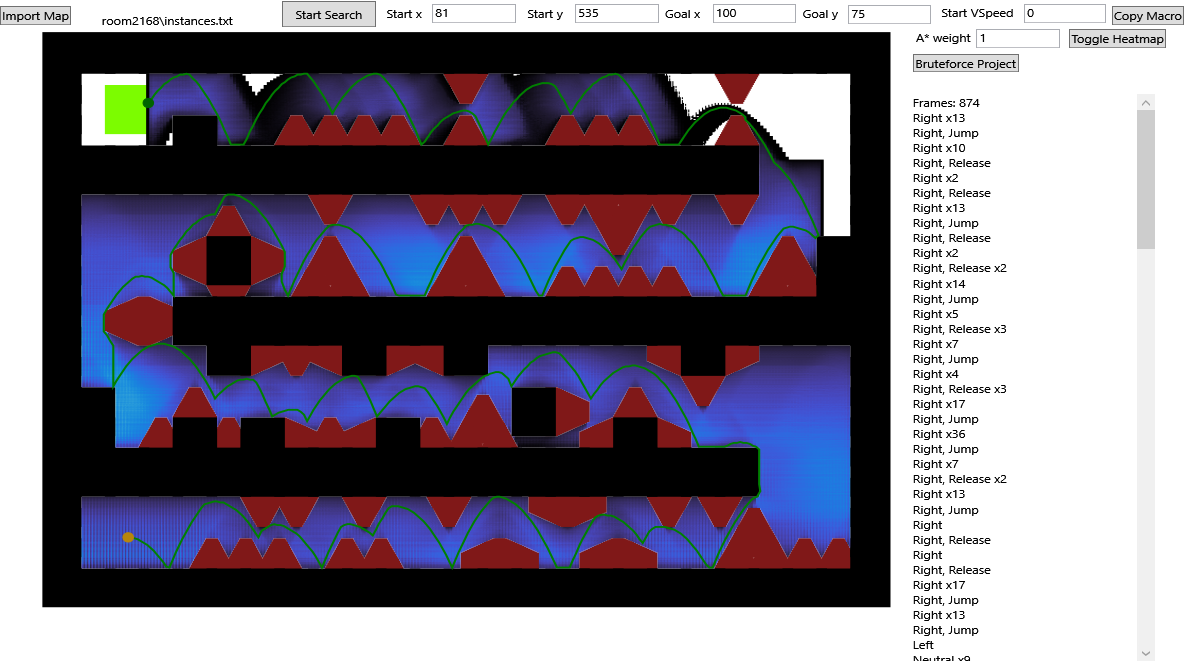 Import Map
room2168\instances.txt
Start Search
Start x 81
Start y 535
Goal x 100
Goal y 75
Start VSpeed 0
Copy Macro
A* weight 1
Toggle Heatmap
Bruteforce Project
Frames: 874
Right x13
Right, Jump
Right x10
Right, Release
Right x2
Right, Release
Right x13
Right, Jump
Right, Release
Right x2
Right, Release x2
Right x14
Right, Jump
Right x5
Right, Release x3
Right x7
Right, Jump
Right x4
Right, Release x3
Right x17
Right, Jump
Right x36
Right, Jump
Right x7
Right, Release x2
Right x13
Right, Jump
Right
Right, Release
Right
Right, Release
Right x17
Right, Jump
Right x13
Right, Jump
Left
Neutral x9